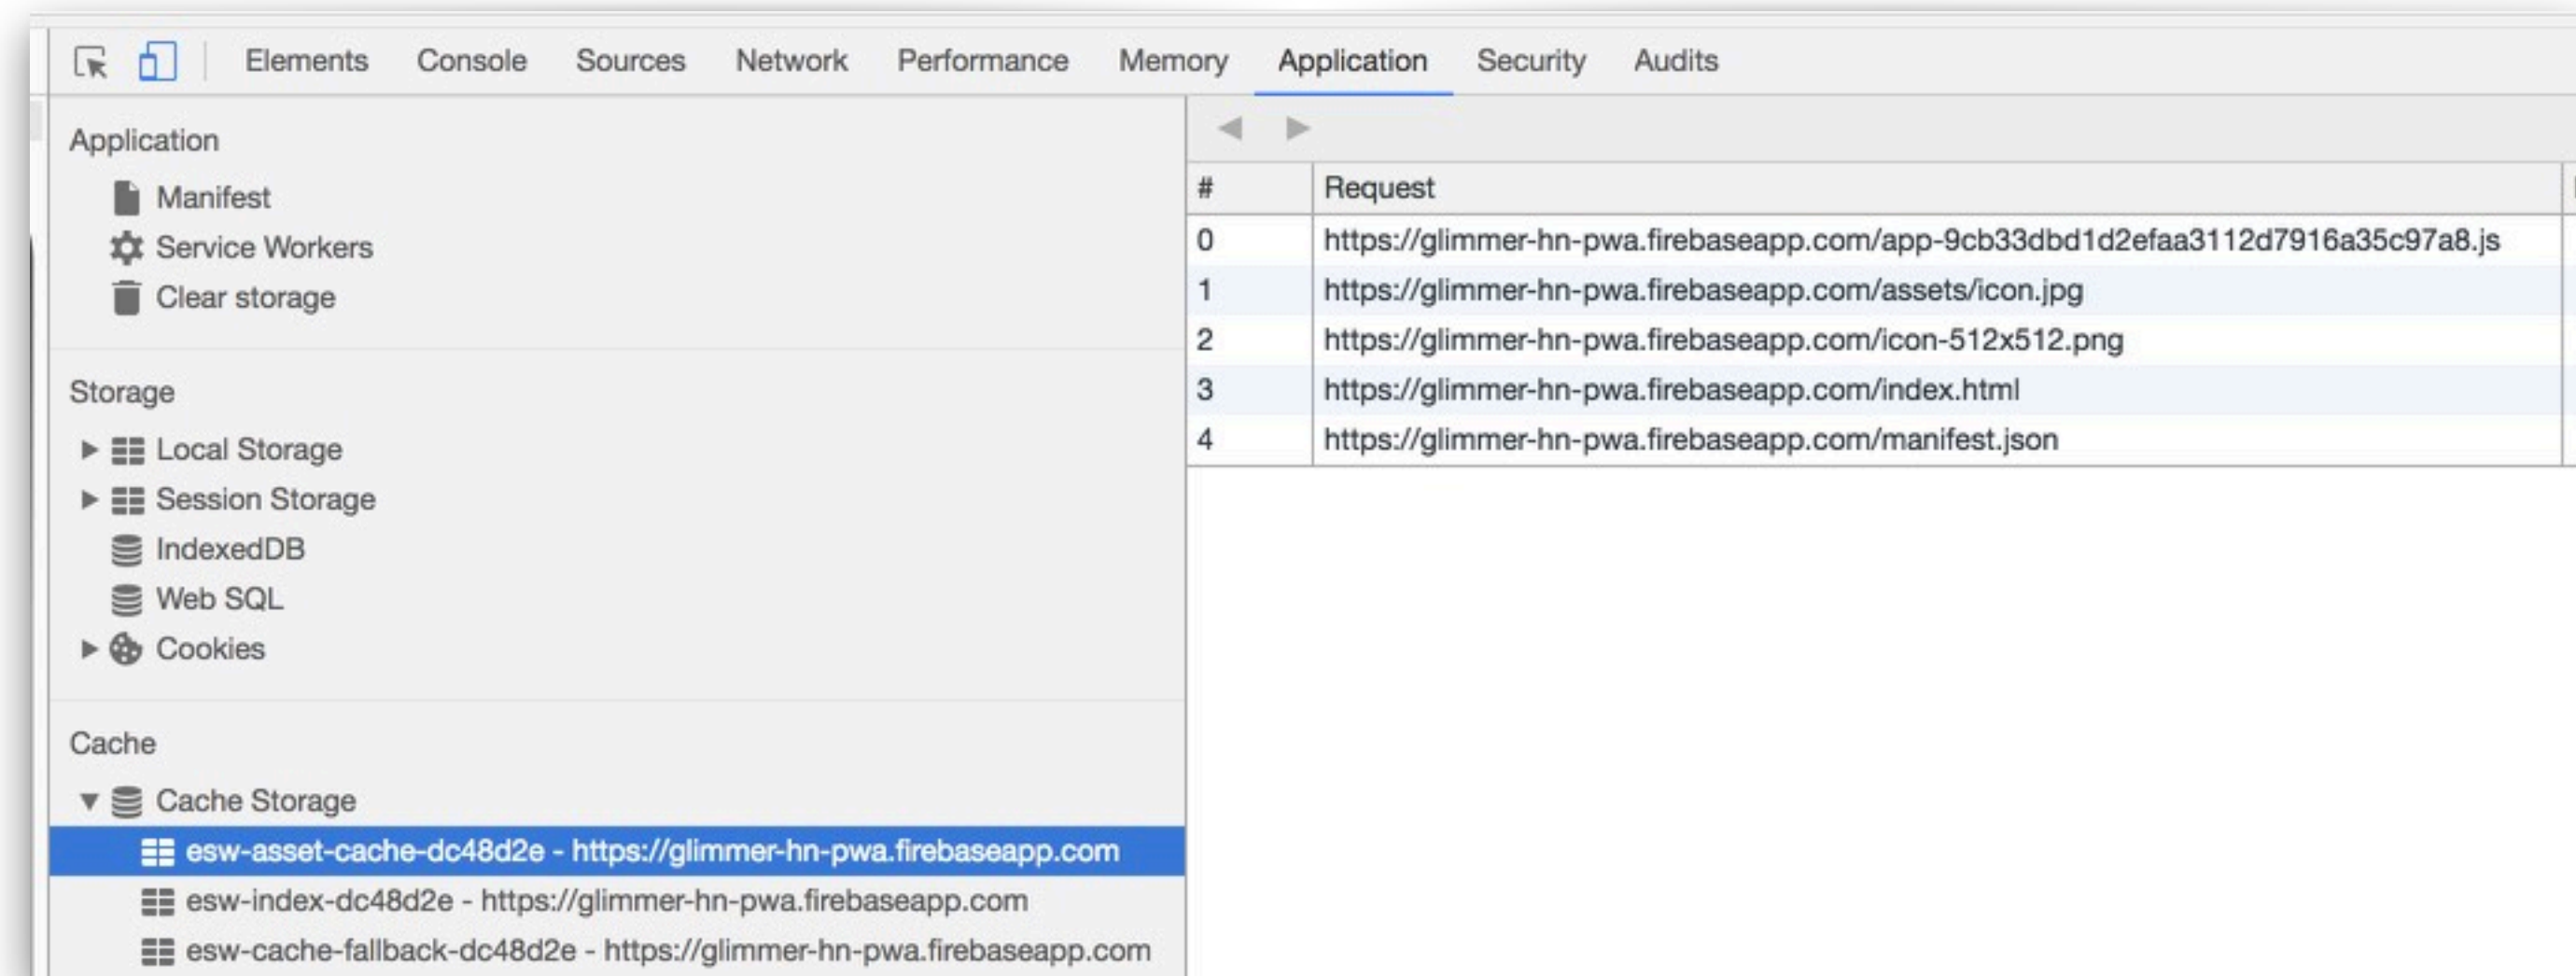 Elements Console Sources Network Performance Memory Application Security Audits
Application
Manifest
Service Workers
Clear storage
Storage
Local Storage
Session Storage
IndexedDB
Web SQL
Cookies
Cache
Cache Storage
esw-asset-cache-dc48d2e - https://glimmer-hn-pwa.firebaseapp.com
esw-index-dc48d2e - https://glimmer-hn-pwa.firebaseapp.com
esw-cache-fallback-dc48d2e - https://glimmer-hn-pwa.firebaseapp.com
# Request
0 https://glimmer-hn-pwa.firebaseapp.com/app-9cb33dbd1d2efaa3112d7916a35c97a8.js
1 https://glimmer-hn-pwa.firebaseapp.com/assets/icon.jpg
2 https://glimmer-hn-pwa.firebaseapp.com/icon-512x512.png
3 https://glimmer-hn-pwa.firebaseapp.com/index.html
4 https://glimmer-hn-pwa.firebaseapp.com/manifest.json